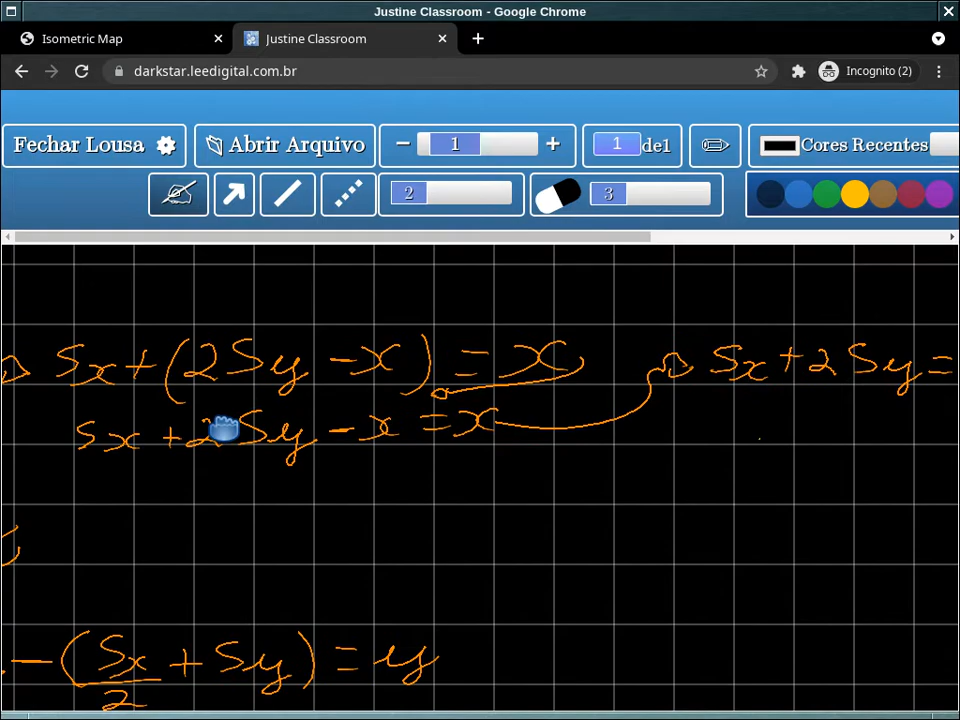 Justine Classroom - Google Chrome
Isometric Map
Justine Classroom
darkstar.leedigital.com.br
Incognito (2)
Fechar Lousa
Abrir Arquivo
− 1 +
1 de1
Cores Recentes
2
3
Sx + (2Sy - x) = x
Sx + 2Sy =
Sx + 2Sy - x = x
- (Sx/2 + Sy) = y